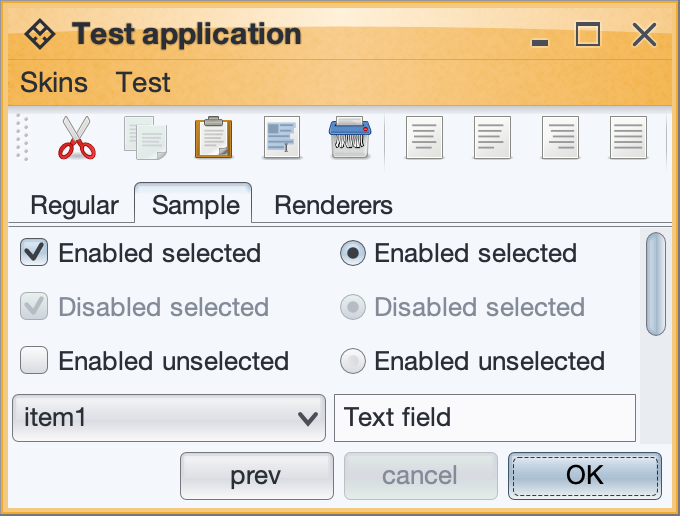 Test application
Skins Test
Regular Sample Renderers
Enabled selected Enabled selected
Disabled selected Disabled selected
Enabled unselected Enabled unselected
item1 Text field
prev cancel OK